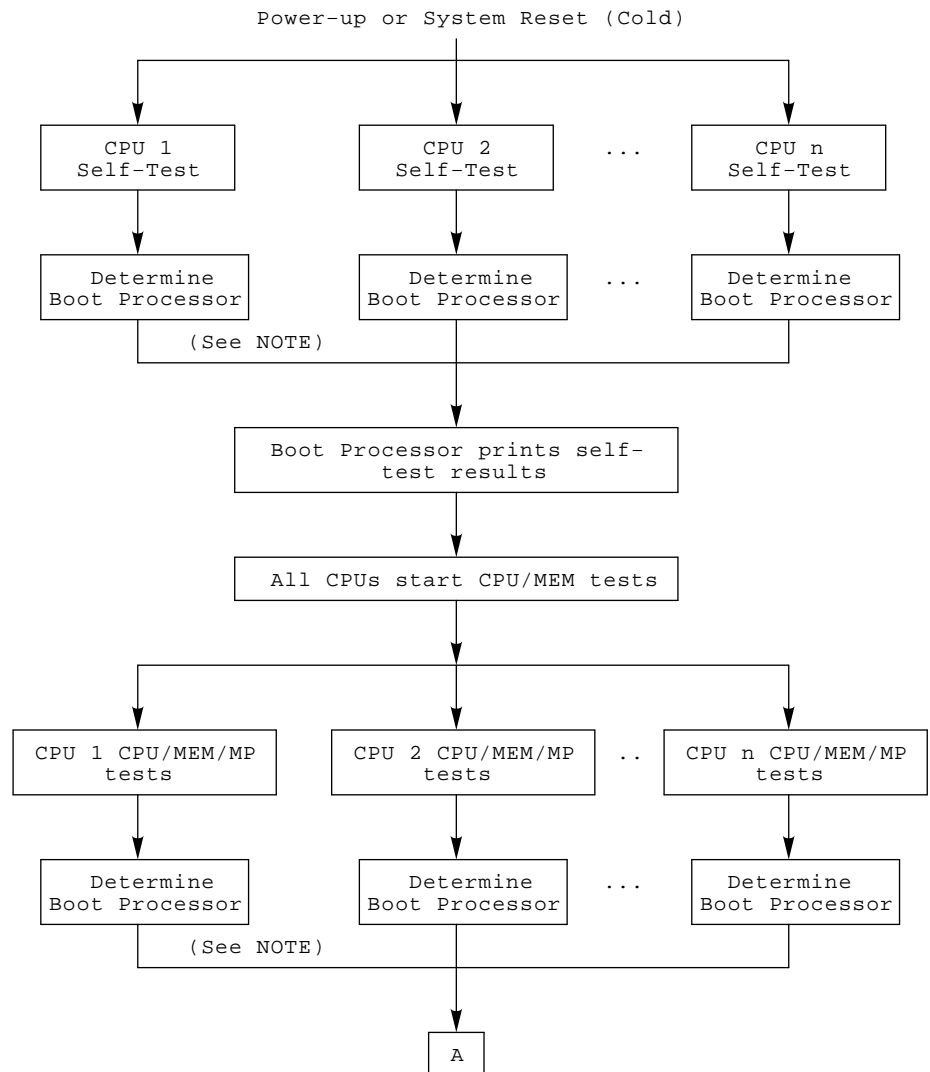 Power-up or System Reset (Cold)
CPU 1
Self-Test
CPU 2
Self-Test
...
CPU n
Self-Test
Determine
Boot Processor
Determine
Boot Processor
...
Determine
Boot Processor
(See NOTE)
Boot Processor prints self-
test results
All CPUs start CPU/MEM tests
CPU 1 CPU/MEM/MP
tests
CPU 2 CPU/MEM/MP
tests
..
CPU n CPU/MEM/MP
tests
Determine
Boot Processor
Determine
Boot Processor
...
Determine
Boot Processor
(See NOTE)
A